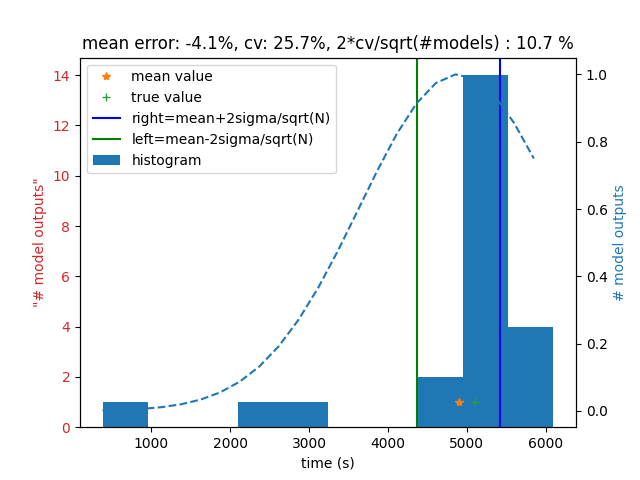 mean error: -4.1%, cv: 25.7%, 2*cv/sqrt(#models) : 10.7 %
mean value
true value
right=mean+2sigma/sqrt(N)
left=mean-2sigma/sqrt(N)
histogram
14
12
10
8
6
4
2
0
"# model outputs"
1.0
0.8
0.6
0.4
0.2
0.0
# model outputs
1000 2000 3000 4000 5000 6000
time (s)